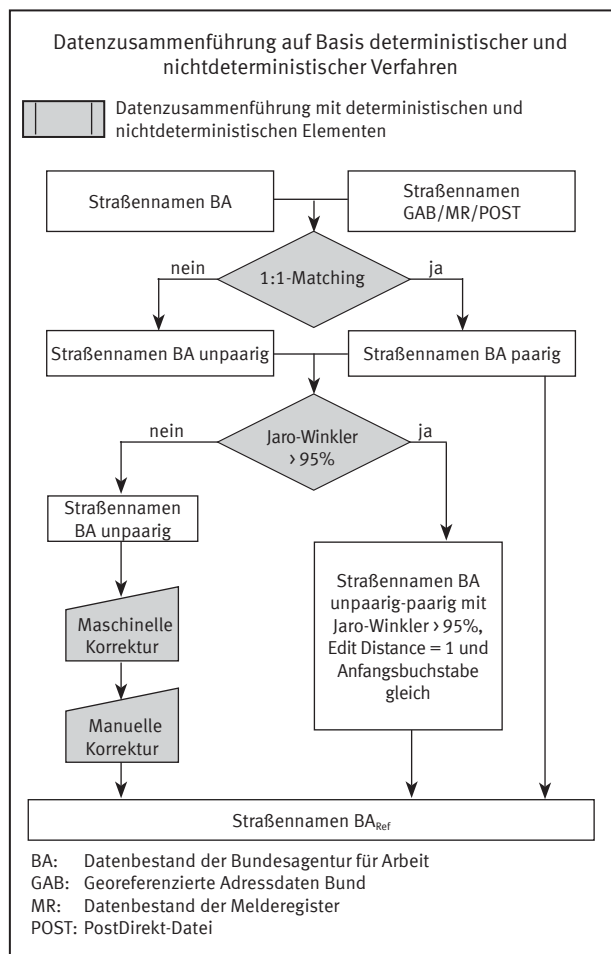 Datenzusammenführung auf Basis deterministischer und
nichtdeterministischer Verfahren
Datenzusammenführung mit deterministischen und
nichtdeterministischen Elementen
Straßennamen BA
Straßennamen
GAB/MR/POST
nein
1:1-Matching
ja
Straßennamen BA unpaarig
Straßennamen BA paarig
nein
Jaro-Winkler
> 95%
ja
Straßennamen
BA unpaarig
Straßennamen BA
unpaarig-paarig mit
Jaro-Winkler > 95%,
Edit Distance = 1 und
Anfangsbuchstabe
gleich
Maschinelle
Korrektur
Manuelle
Korrektur
Straßennamen BA_Ref
BA: Datenbestand der Bundesagentur für Arbeit
GAB: Georeferenzierte Adressdaten Bund
MR: Datenbestand der Melderegister
POST: PostDirekt-Datei